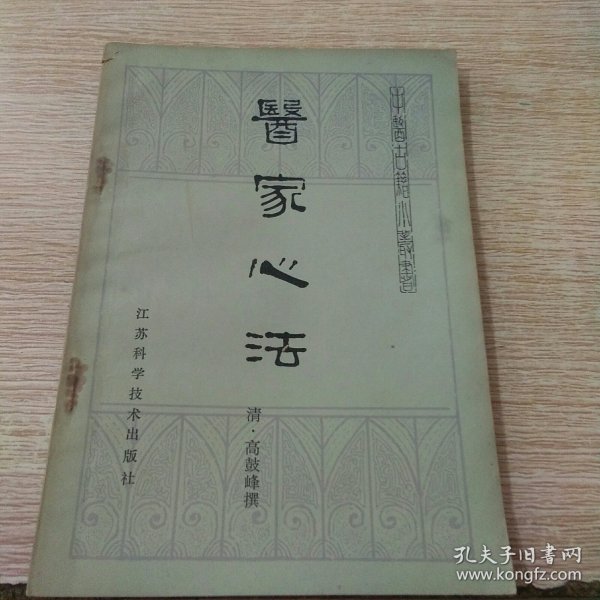 中醫古籍小叢書
醫家心法
清·高鼓峰撰
江苏科学技术出版社
孔夫子旧书网
www.kongfz.com